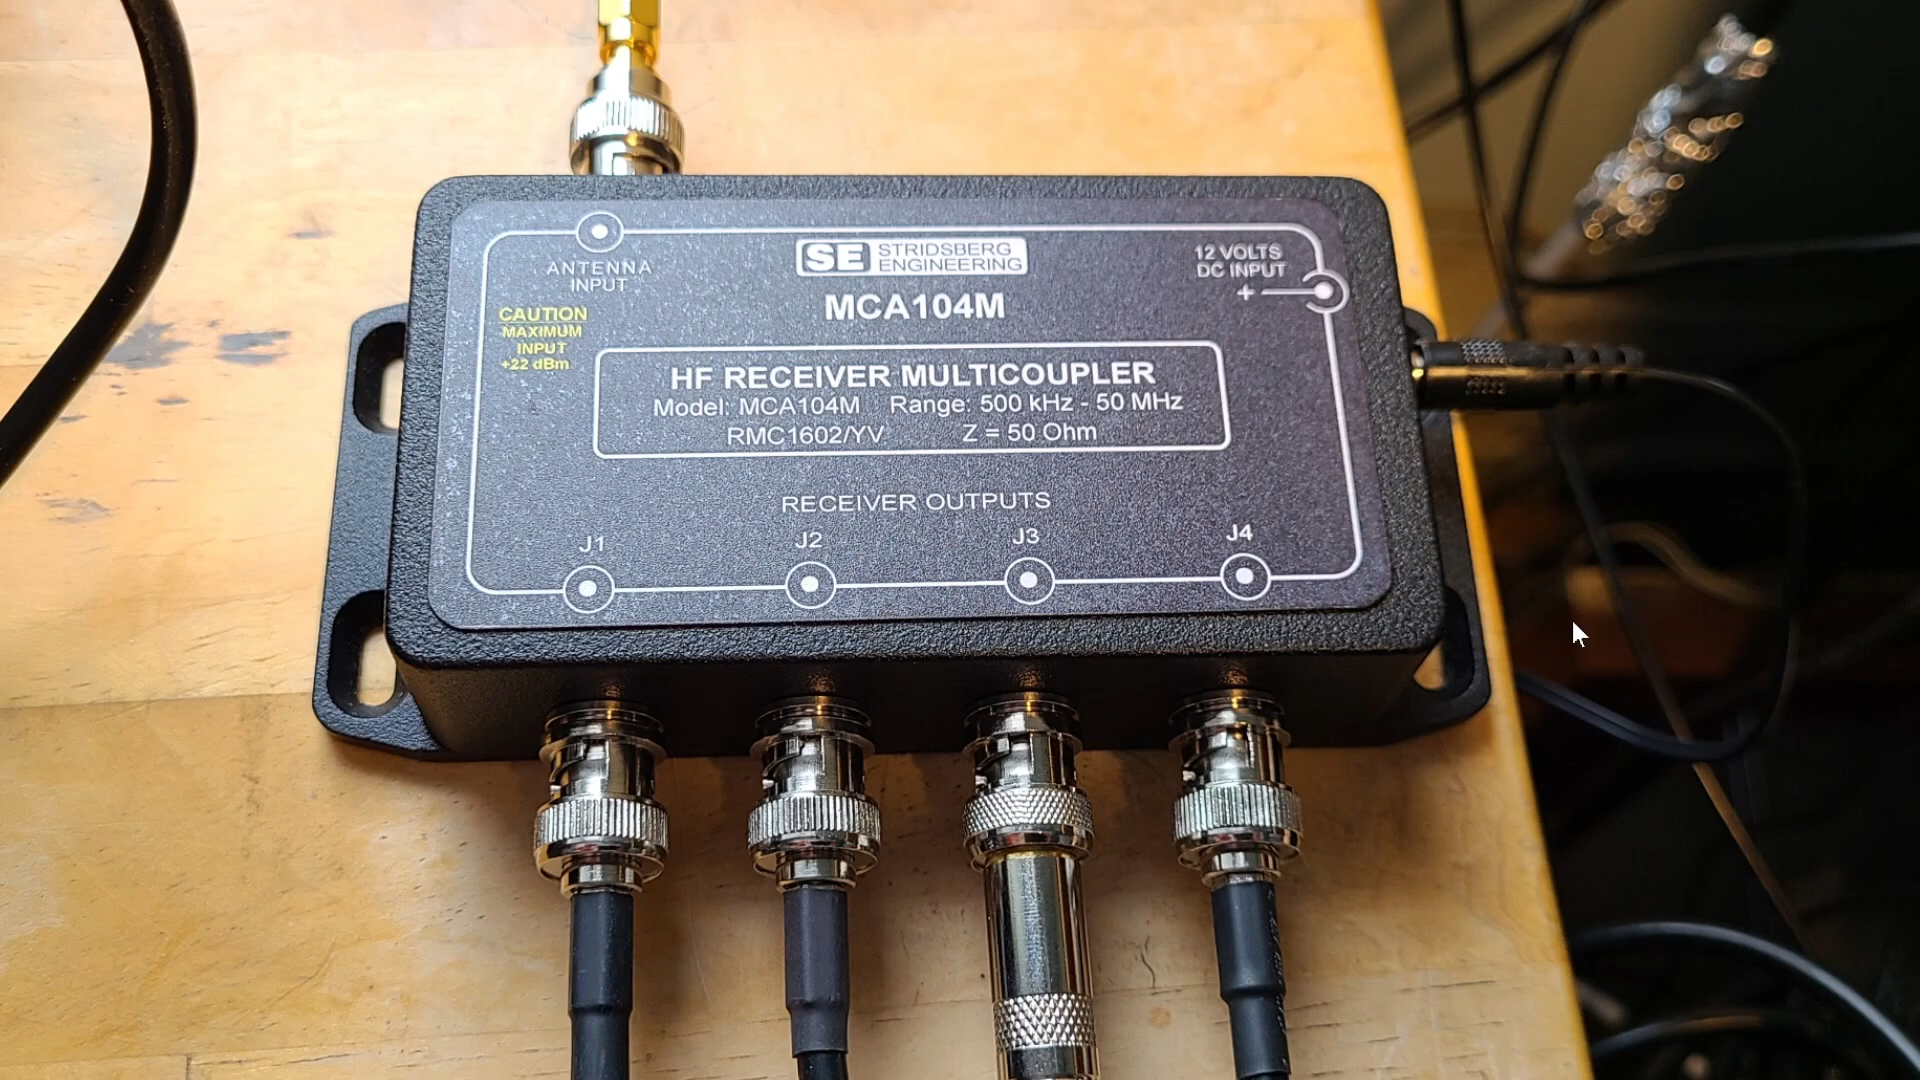 ANTENNA
INPUT
SE STRIDSBERG
ENGINEERING
12 VOLTS
DC INPUT
+
CAUTION
MAXIMUM
INPUT
+22 dBm
MCA104M
HF RECEIVER MULTICOUPLER
Model: MCA104M Range: 500 kHz - 50 MHz
RMC1602/YV Z = 50 Ohm
RECEIVER OUTPUTS
J1 J2 J3 J4